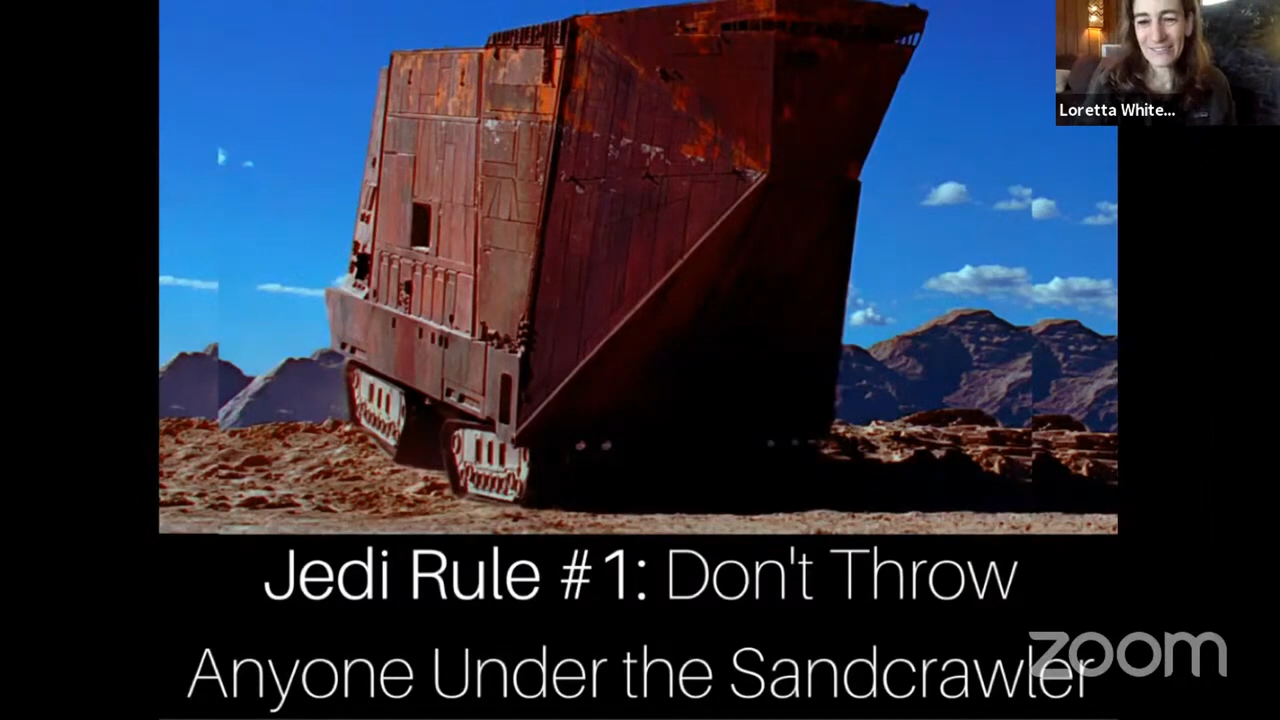 Loretta White...
Jedi Rule #1: Don't Throw
Anyone Under the Sandcrawler
zoom